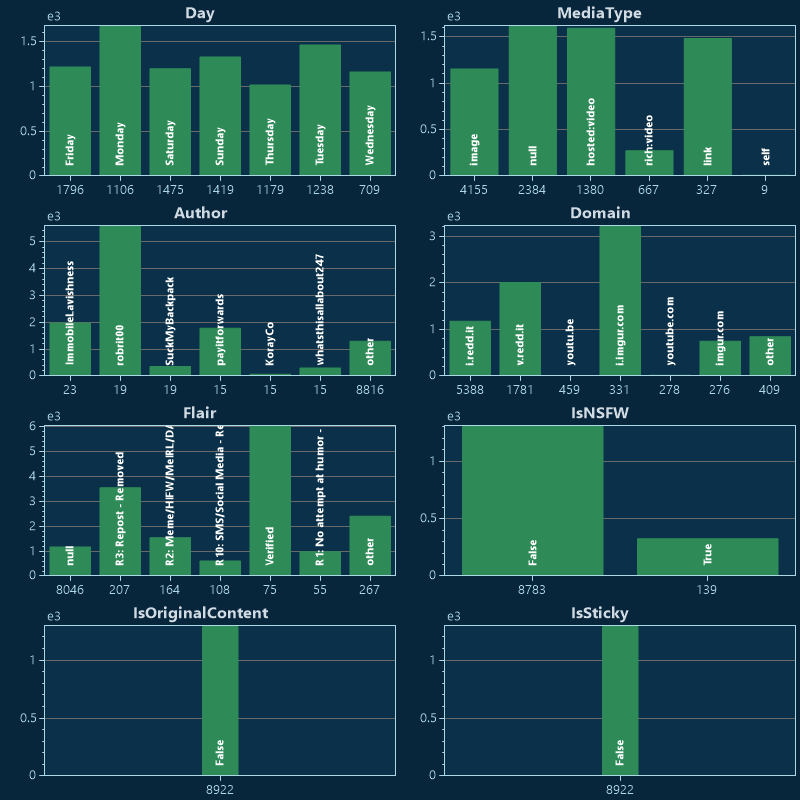 Day
e3
1.5
1
0.5
0
Friday
Monday
Saturday
Sunday
Thursday
Tuesday
Wednesday
1796
1106
1475
1419
1179
1238
709
MediaType
e3
1.5
1
0.5
0
image
null
hosted:video
rich:video
link
self
4155
2384
1380
667
327
9
Author
e3
5
4
3
2
1
0
ImmobileLavishness
robrit00
SuckMyBackpack
payitforwards
KorayCo
whatsthisallabout247
other
23
19
19
15
15
15
8816
Domain
e3
3
2
1
0
i.redd.it
v.redd.it
youtu.be
i.imgur.com
youtube.com
imgur.com
other
5388
1781
459
331
278
276
409
Flair
e3
6
5
4
3
2
1
0
null
R3: Repost - Removed
R2: Meme/HIFW/MeIRL/DA
R10: SMS/Social Media - Re
Verified
R1: No attempt at humor -
other
8046
207
164
108
75
55
267
IsNSFW
e3
1
0.5
0
False
True
8783
139
IsOriginalContent
e3
1
0.5
0
False
8922
IsSticky
e3
1
0.5
0
False
8922